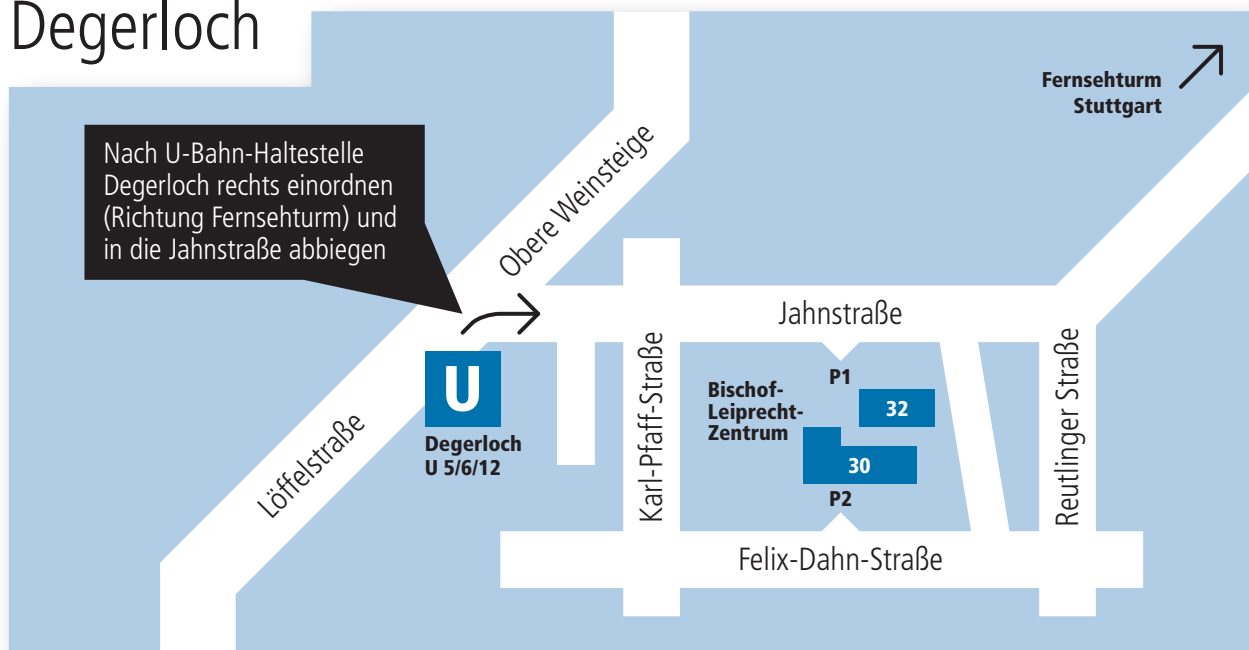 Degerloch
Fernsehturm
Stuttgart
Nach U-Bahn-Haltestelle
Degerloch rechts einordnen
(Richtung Fernsehturm) und
in die Jahnstraße abbiegen
Obere Weinsteige
Jahnstraße
U
Degerloch
U 5/6/12
Löffelstraße
Karl-Pfaff-Straße
Bischof-
Leiprecht-
Zentrum
P1
32
30
P2
Reutlinger Straße
Felix-Dahn-Straße